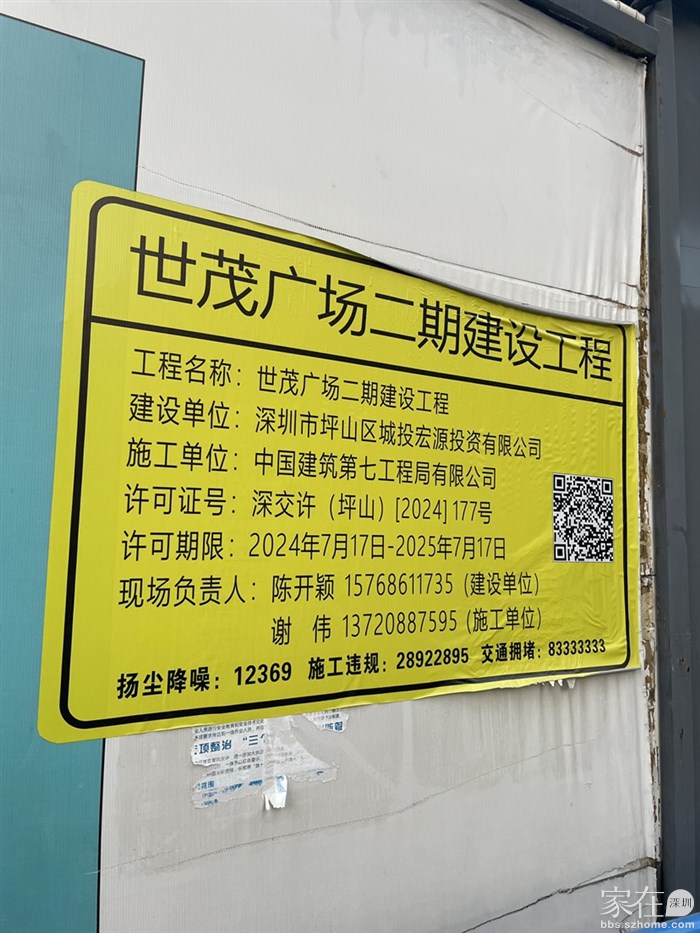 世茂广场二期建设工程
工程名称：世茂广场二期建设工程
建设单位：深圳市坪山区城投宏源投资有限公司
施工单位：中国建筑第七工程局有限公司
许可证号：深交许（坪山）[2024] 177号
许可期限：2024年7月17日-2025年7月17日
现场负责人：陈开颖 15768611735（建设单位）
谢 伟 13720887595（施工单位）
扬尘降噪：12369 施工违规：28922895 交通拥堵：83333333
项整治 “三
家在深圳
bbs.szhome.com